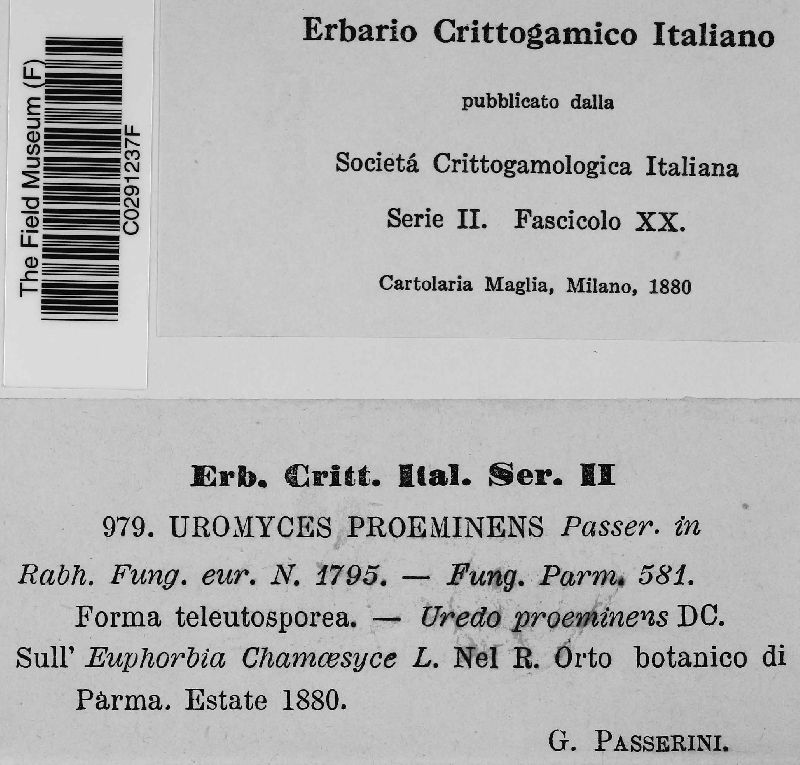 The Field Museum (F)
C0291237F
Erbario Crittogamico Italiano
pubblicato dalla
Societá Crittogamologica Italiana
Serie II. Fascicolo XX.
Cartolaria Maglia, Milano, 1880
Erb. Critt. Ital. Ser. II
979. UROMYCES PROEMINENS Passer. in
Rabh. Fung. eur. N. 1795. — Fung. Parm. 581.
Forma teleutosporea. — Uredo proeminens DC.
Sull' Euphorbia Chamæsyce L. Nel R. Orto botanico di
Parma. Estate 1880.
G. PASSERINI.